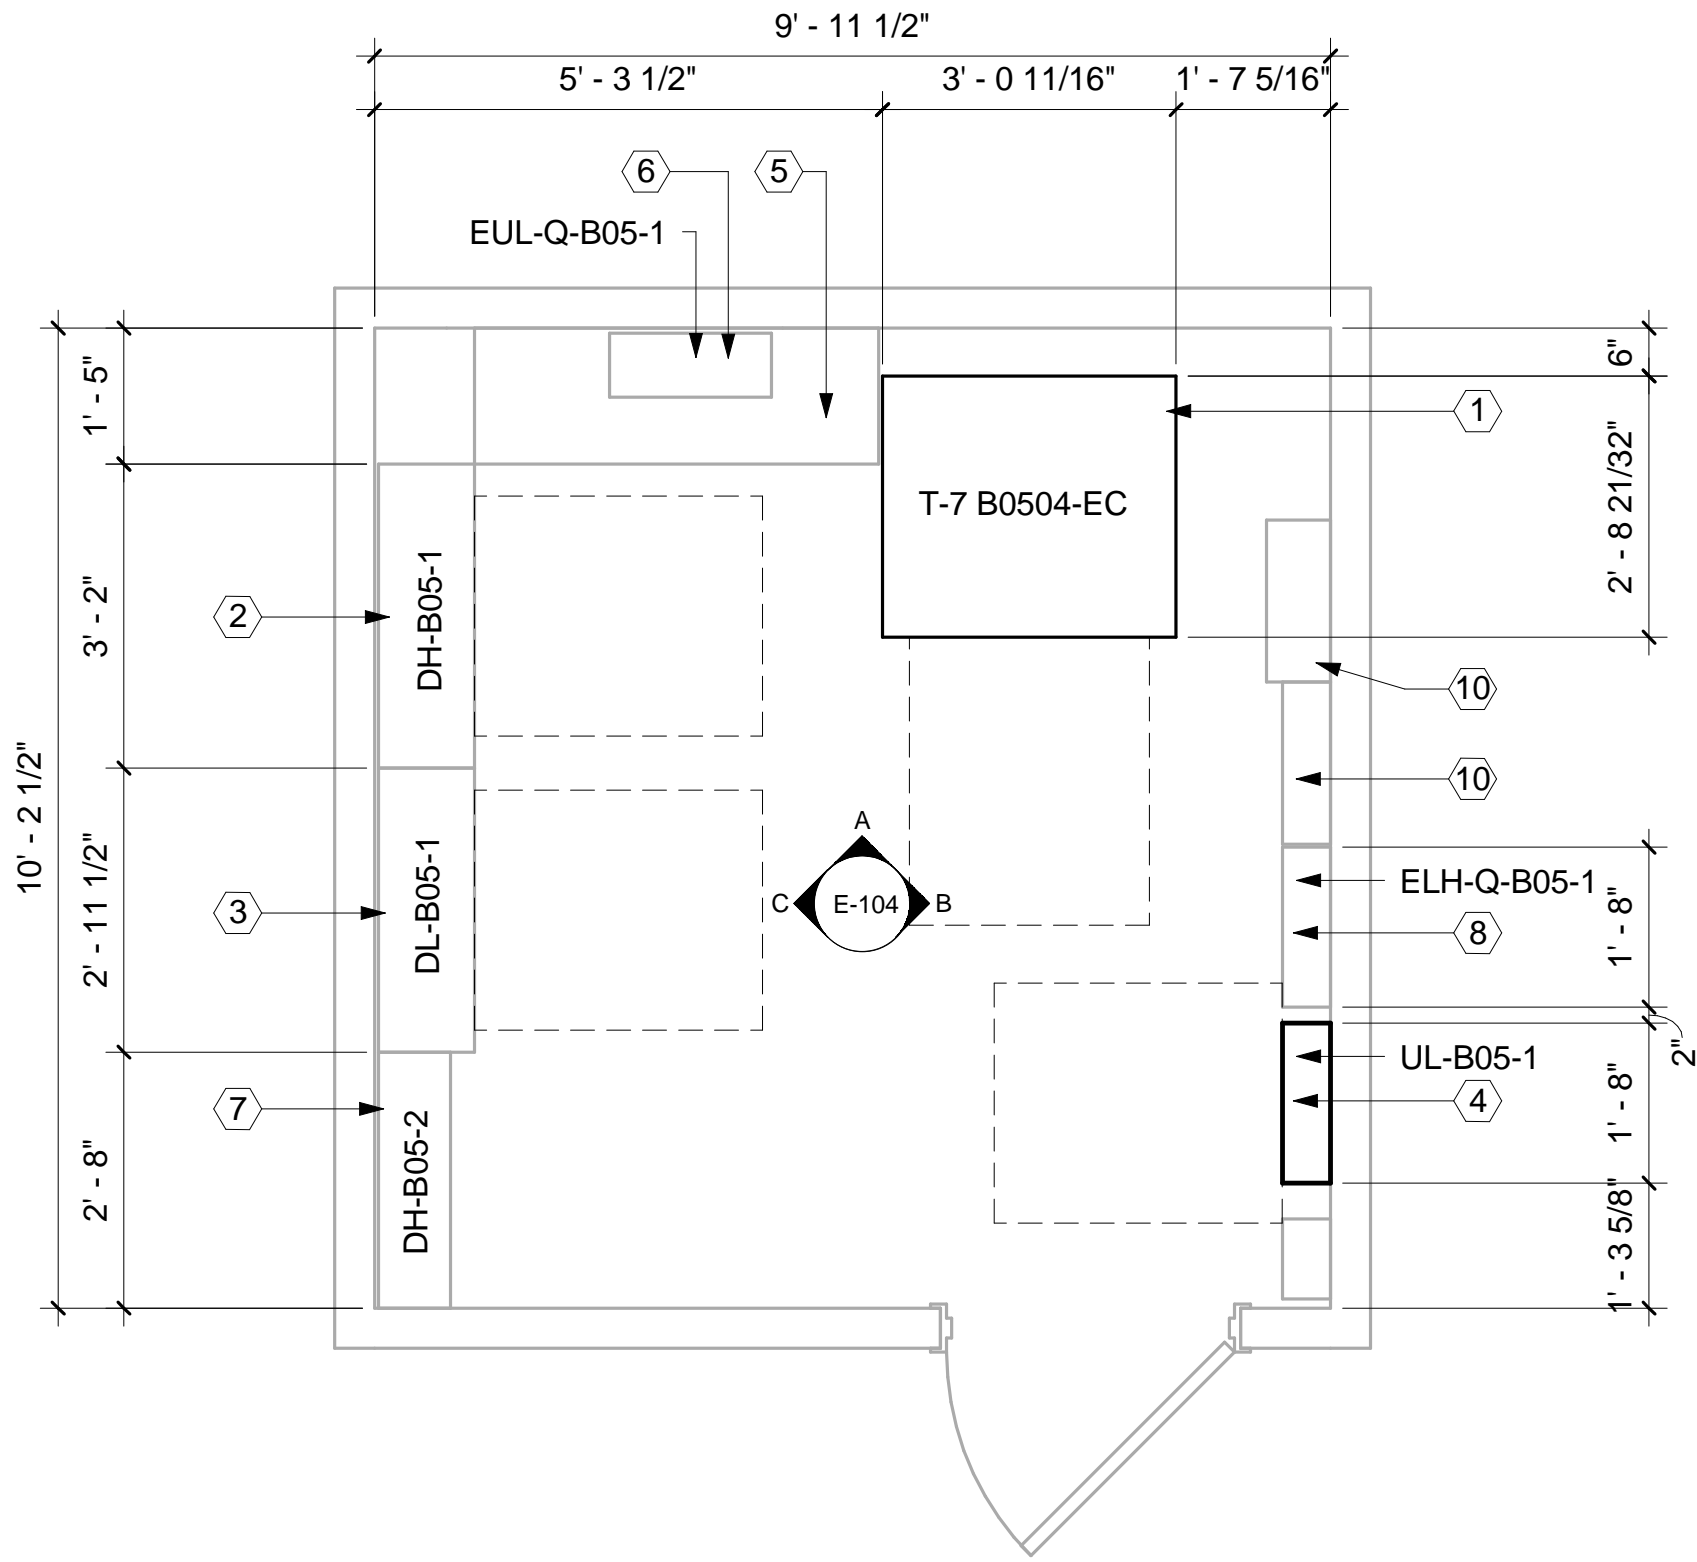 9' - 11 1/2"
5' - 3 1/2"
3' - 0 11/16"
1' - 7 5/16"
6
5
EUL-Q-B05-1
1' - 5"
6"
1
2' - 8 21/32"
T-7 B0504-EC
3' - 2"
2
DH-B05-1
10
10' - 2 1/2"
10
A
C
E-104
B
2' - 11 1/2"
3
DL-B05-1
ELH-Q-B05-1
8
1' - 8"
2"
UL-B05-1
4
1' - 8"
7
DH-B05-2
2' - 8"
1' - 3 5/8"